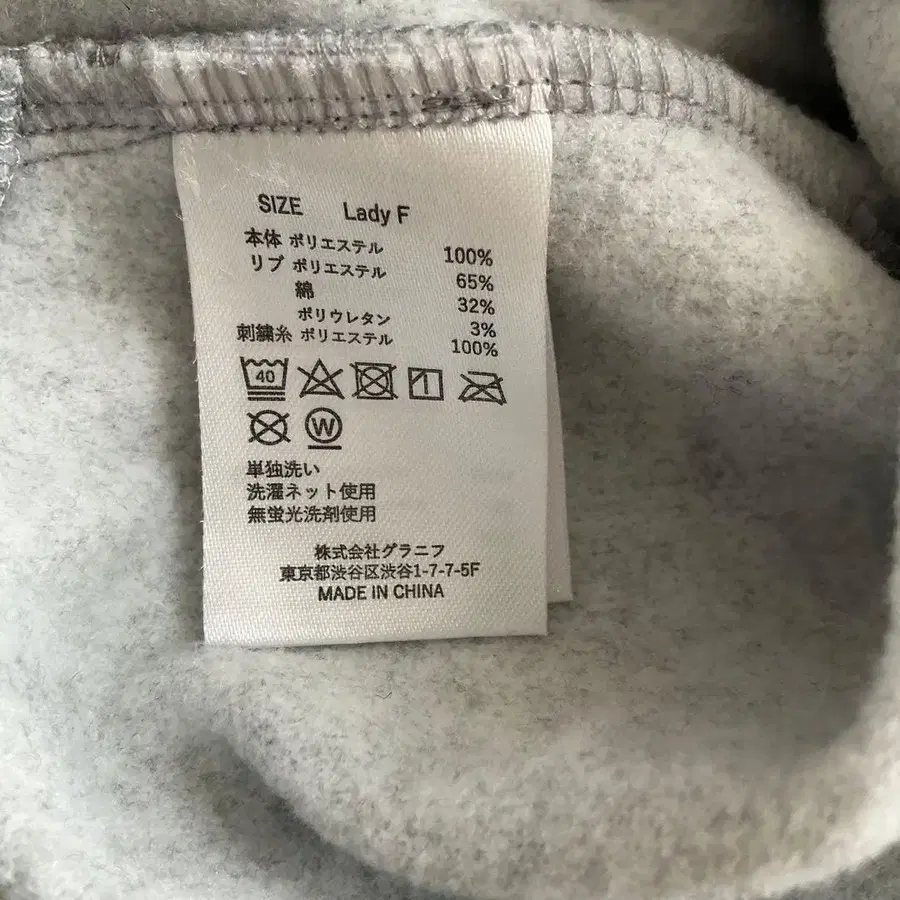 SIZE Lady F
本体 ポリエステル 100%
リブ ポリエステル 65%
綿 32%
ポリウレタン 3%
刺繍糸 ポリエステル 100%
40
W
単独洗い
洗濯ネット使用
無蛍光洗剤使用
株式会社グラニフ
東京都渋谷区渋谷1-7-7-5F
MADE IN CHINA